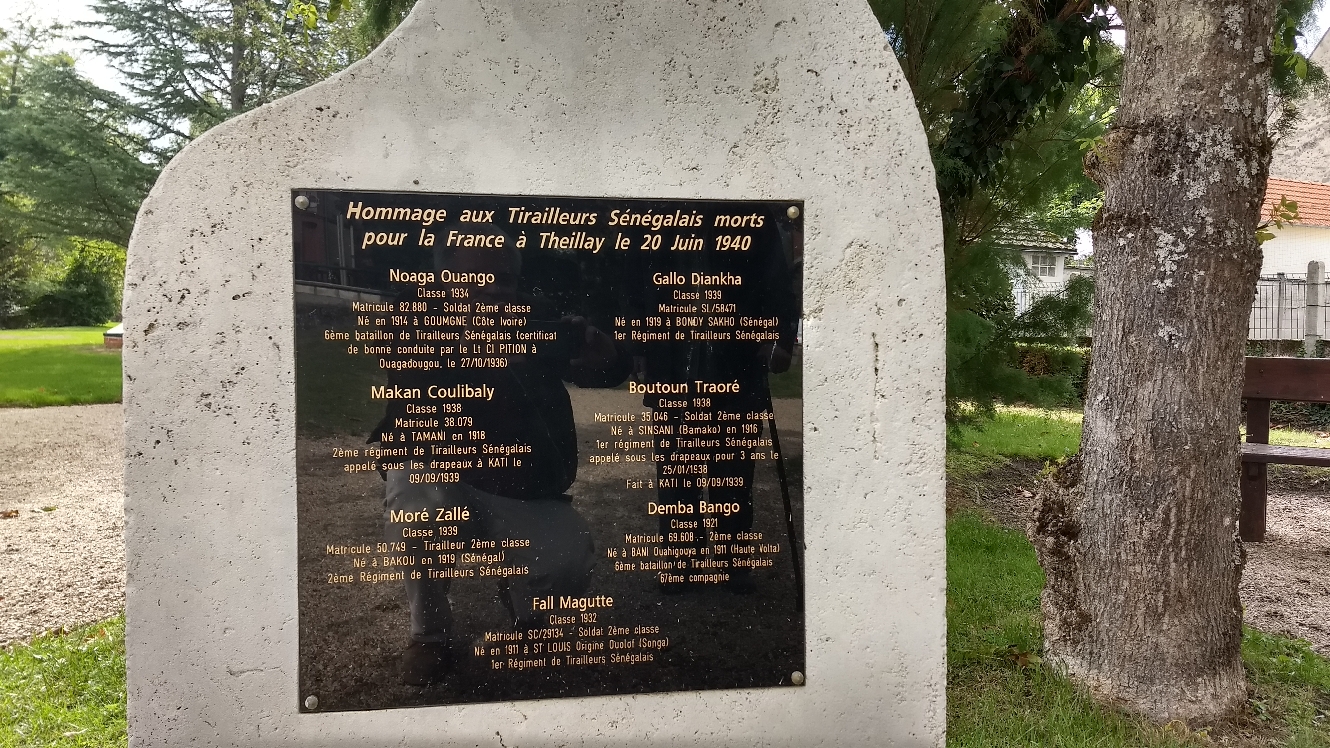 Hommage aux Tirailleurs Sénégalais morts
pour la France à Theillay le 20 Juin 1940
Noaga Ouango
Classe 1934
Matricule 82.880 - Soldat 2ème classe
Né en 1914 à GOUMGNE (Côte Ivoire)
6ème bataillon de Tirailleurs Sénégalais (certificat
de bonne conduite par le Lt CI PITION à
Ouagadougou, le 27/10/1936)
Gallo Diankha
Classe 1939
Matricule SL/58471
Né en 1919 à BONDY SAKHO (Sénégal)
1er Régiment de Tirailleurs Sénégalais
Makan Coulibaly
Classe 1938
Matricule 38.079
Né à TAMANI en 1918
2ème régiment de Tirailleurs Sénégalais
appelé sous les drapeaux à KATI le
09/09/1939
Boutoun Traoré
Classe 1938
Matricule 35.046 - Soldat 2ème classe
Né à SINSANI (Bamako) en 1916
1er régiment de Tirailleurs Sénégalais
appelé sous les drapeaux pour 3 ans le
25/01/1938
Fait à KATI le 09/09/1939
Moré Zallé
Classe 1939
Matricule 50.749 - Tirailleur 2ème classe
Né à BAKOU en 1919 (Sénégal)
2ème Régiment de Tirailleurs Sénégalais
Demba Bango
Classe 1921
Matricule 69.608 - 2ème classe
Né à BANI Ouahigouya en 1911 (Haute Volta)
6ème bataillon de Tirailleurs Sénégalais
67ème compagnie
Fall Magutte
Classe 1932
Matricule SC/29134 - Soldat 2ème classe
Né en 1911 à ST LOUIS Origine Ouolof (Songa)
1er Régiment de Tirailleurs Sénégalais